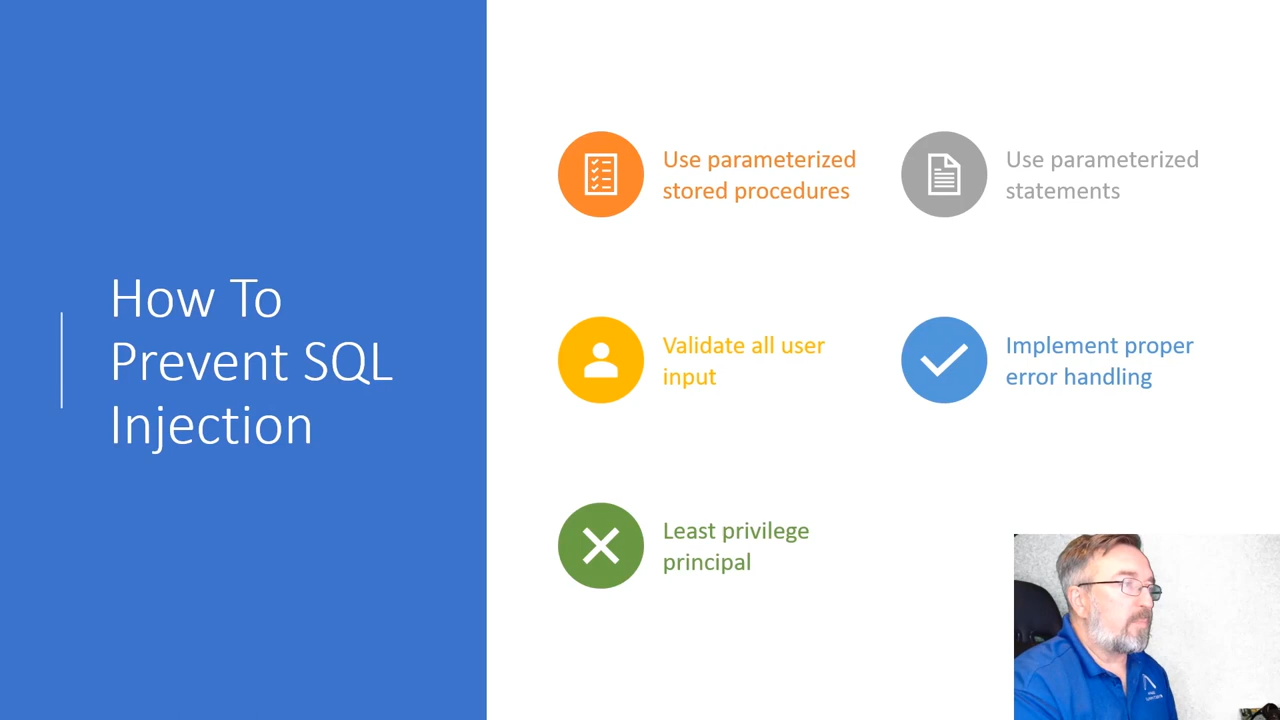 How To
Prevent SQL
Injection
Use parameterized
stored procedures
Use parameterized
statements
Validate all user
input
Implement proper
error handling
Least privilege
principal